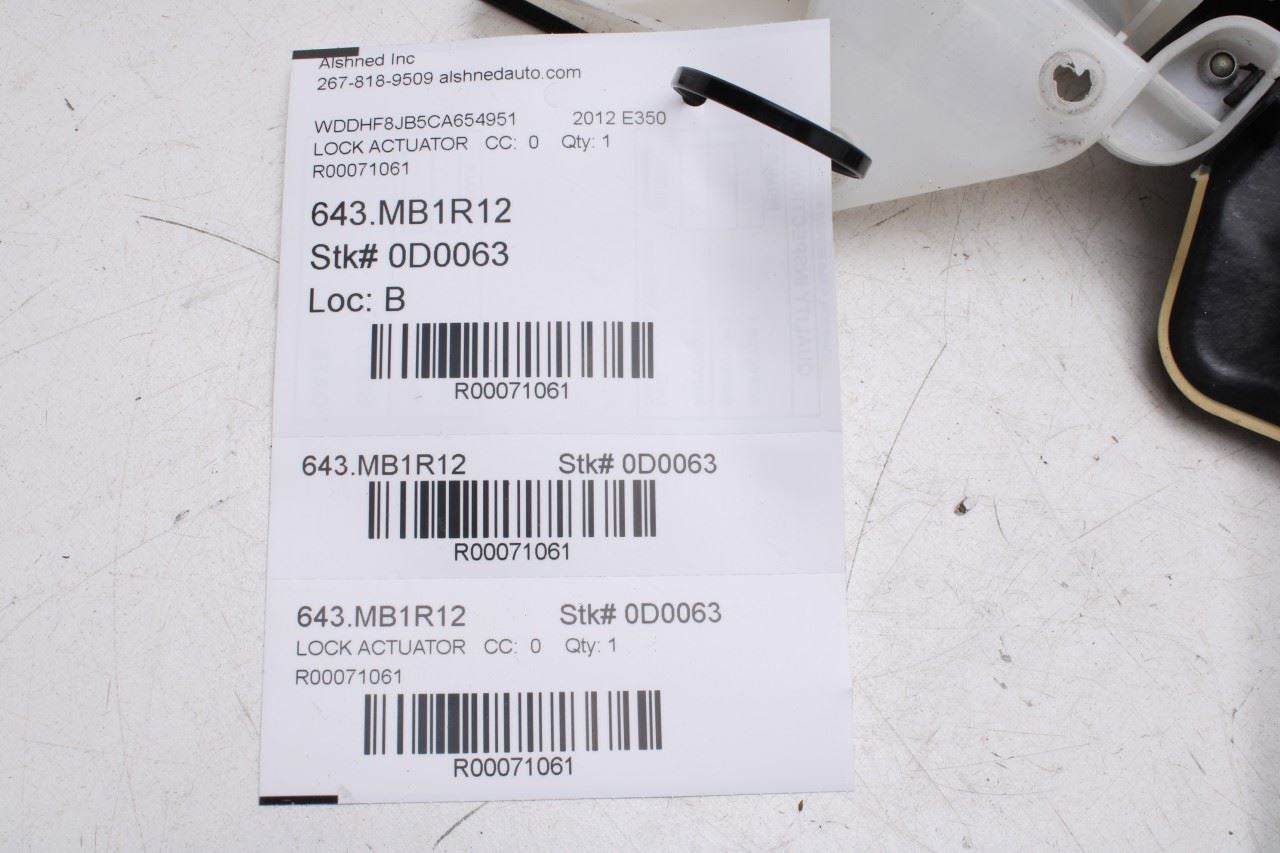 Alshned Inc
267-818-9509 alshnedauto.com
WDDHF8JB5CA654951 2012 E350
LOCK ACTUATOR CC: 0 Qty: 1
R00071061
643.MB1R12
Stk# 0D0063
Loc: B
R00071061
643.MB1R12 Stk# 0D0063
R00071061
643.MB1R12 Stk# 0D0063
LOCK ACTUATOR CC: 0 Qty: 1
R00071061
R00071061